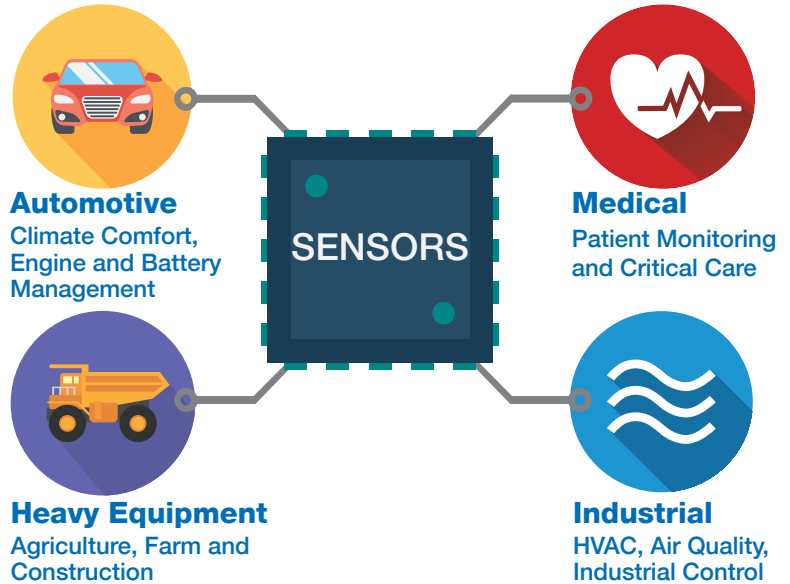 SENSORS
Automotive
Climate Comfort,
Engine and Battery
Management
Medical
Patient Monitoring
and Critical Care
Heavy Equipment
Agriculture, Farm and
Construction
Industrial
HVAC, Air Quality,
Industrial Control